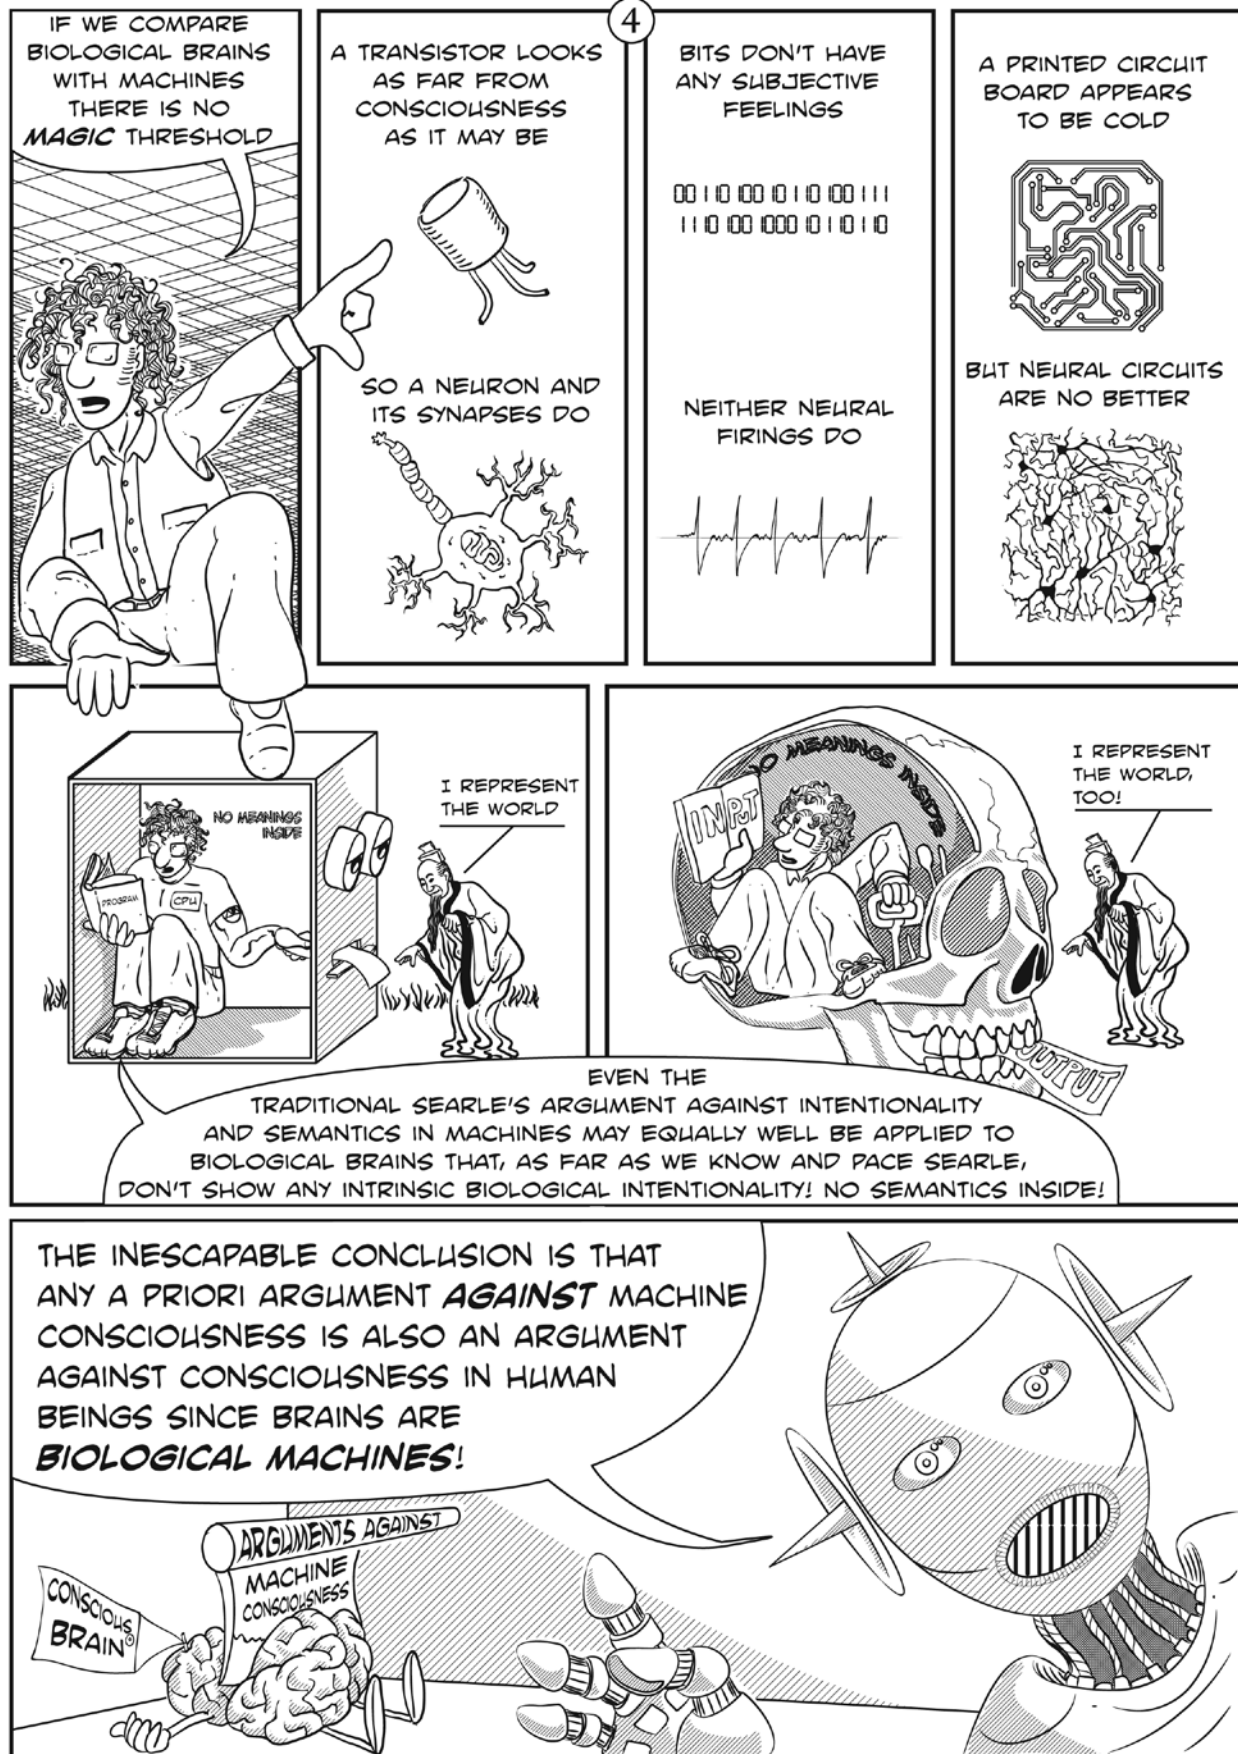 4
IF WE COMPARE
BIOLOGICAL BRAINS
WITH MACHINES
THERE IS NO
MAGIC THRESHOLD
A TRANSISTOR LOOKS
AS FAR FROM
CONSCIOUSNESS
AS IT MAY BE
SO A NEURON AND
ITS SYNAPSES DO
BITS DON'T HAVE
ANY SUBJECTIVE
FEELINGS
00110100101101001 11
1110100100010110110
NEITHER NEURAL
FIRINGS DO
A PRINTED CIRCUIT
BOARD APPEARS
TO BE COLD
BUT NEURAL CIRCUITS
ARE NO BETTER
NO MEANINGS
INSIDE
PROGRAM
CPU
I REPRESENT
THE WORLD
NO MEANINGS INSIDE
INPUT
I REPRESENT
THE WORLD,
TOO!
OUTPUT
EVEN THE
TRADITIONAL SEARLE'S ARGUMENT AGAINST INTENTIONALITY
AND SEMANTICS IN MACHINES MAY EQUALLY WELL BE APPLIED TO
BIOLOGICAL BRAINS THAT, AS FAR AS WE KNOW AND PACE SEARLE,
DON'T SHOW ANY INTRINSIC BIOLOGICAL INTENTIONALITY! NO SEMANTICS INSIDE!
THE INESCAPABLE CONCLUSION IS THAT
ANY A PRIORI ARGUMENT AGAINST MACHINE
CONSCIOUSNESS IS ALSO AN ARGUMENT
AGAINST CONSCIOUSNESS IN HUMAN
BEINGS SINCE BRAINS ARE
BIOLOGICAL MACHINES!
ARGUMENTS AGAINST
MACHINE
CONSCIOUSNESS
CONSCIOUS
BRAIN